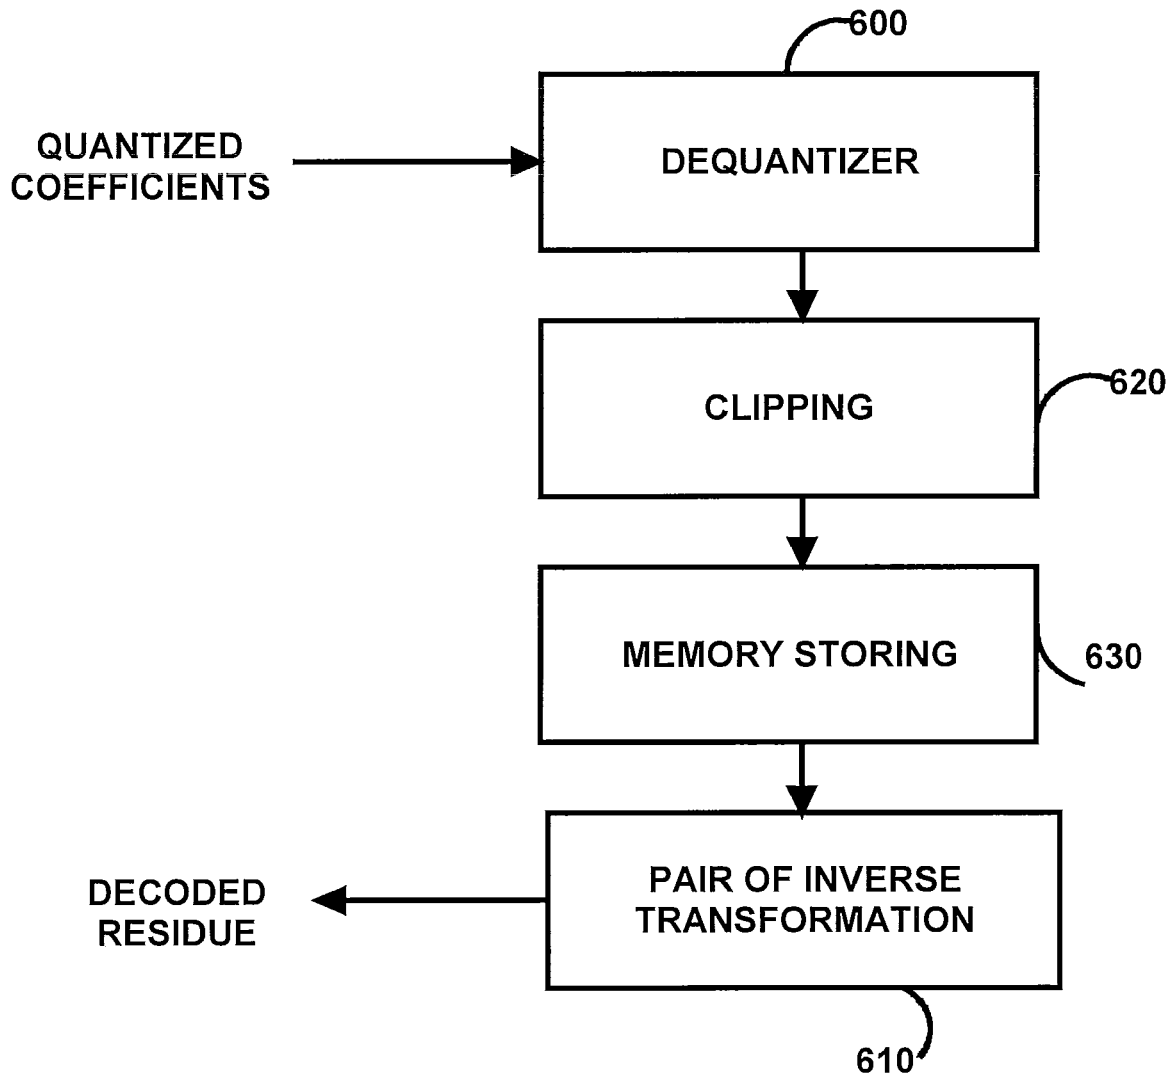 600
QUANTIZED
COEFFICIENTS
DEQUANTIZER
CLIPPING
620
MEMORY STORING
630
PAIR OF INVERSE
TRANSFORMATION
DECODED
RESIDUE
610